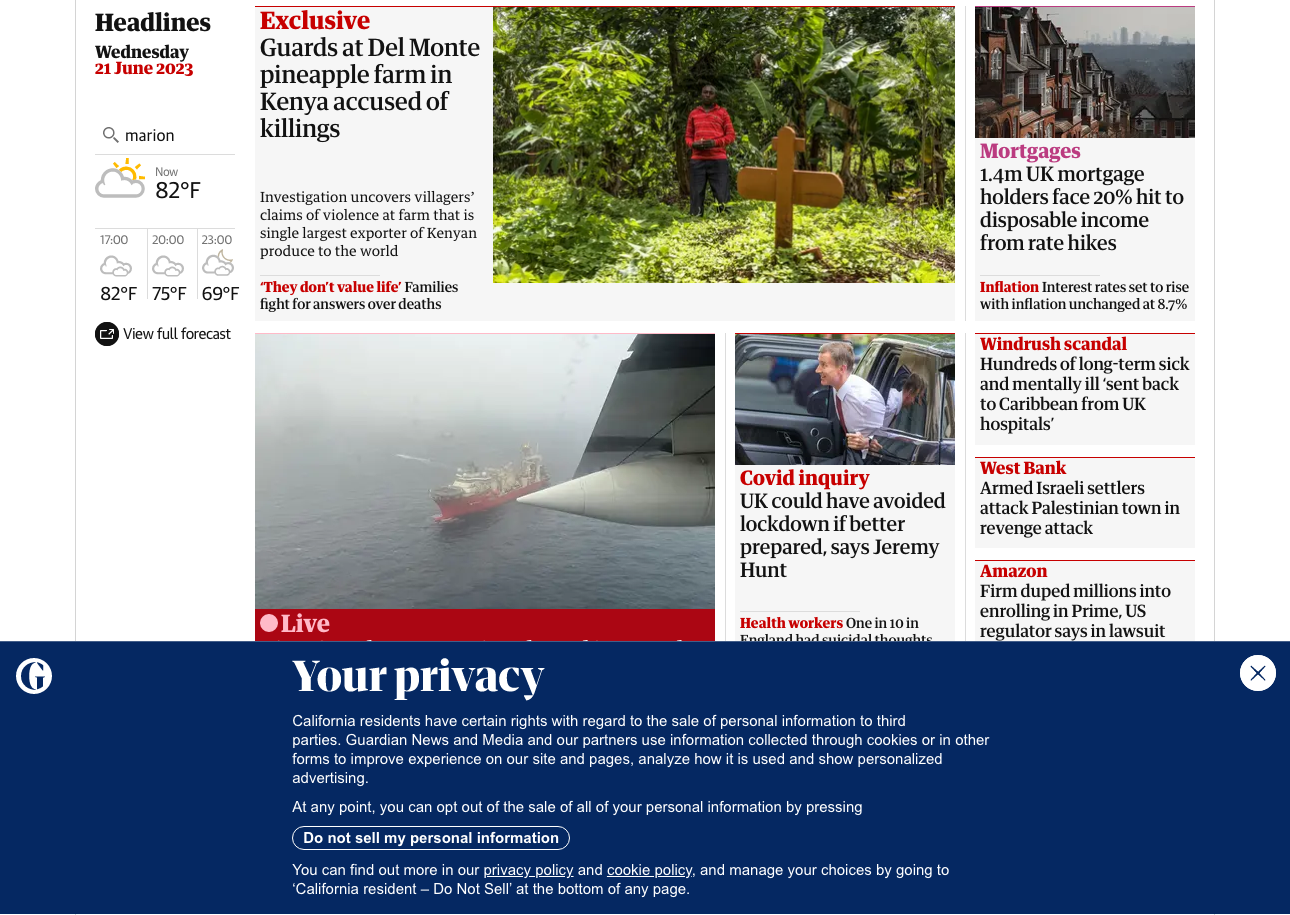 Headlines
Wednesday
21 June 2023
marion
Now
82°F
17:00
20:00
23:00
82°F
75°F
69°F
View full forecast
Exclusive
Guards at Del Monte
pineapple farm in
Kenya accused of
killings
Investigation uncovers villagers’
claims of violence at farm that is
single largest exporter of Kenyan
produce to the world
‘They don’t value life’ Families
fight for answers over deaths
Mortgages
1.4m UK mortgage
holders face 20% hit to
disposable income
from rate hikes
Inflation Interest rates set to rise
with inflation unchanged at 8.7%
Live
Covid inquiry
UK could have avoided
lockdown if better
prepared, says Jeremy
Hunt
Health workers One in 10 in
England had suicidal thoughts
Windrush scandal
Hundreds of long-term sick
and mentally ill ‘sent back
to Caribbean from UK
hospitals’
West Bank
Armed Israeli settlers
attack Palestinian town in
revenge attack
Amazon
Firm duped millions into
enrolling in Prime, US
regulator says in lawsuit
Your privacy
California residents have certain rights with regard to the sale of personal information to third
parties. Guardian News and Media and our partners use information collected through cookies or in other
forms to improve experience on our site and pages, analyze how it is used and show personalized
advertising.
At any point, you can opt out of the sale of all of your personal information by pressing
Do not sell my personal information
You can find out more in our privacy policy and cookie policy, and manage your choices by going to
‘California resident – Do Not Sell’ at the bottom of any page.